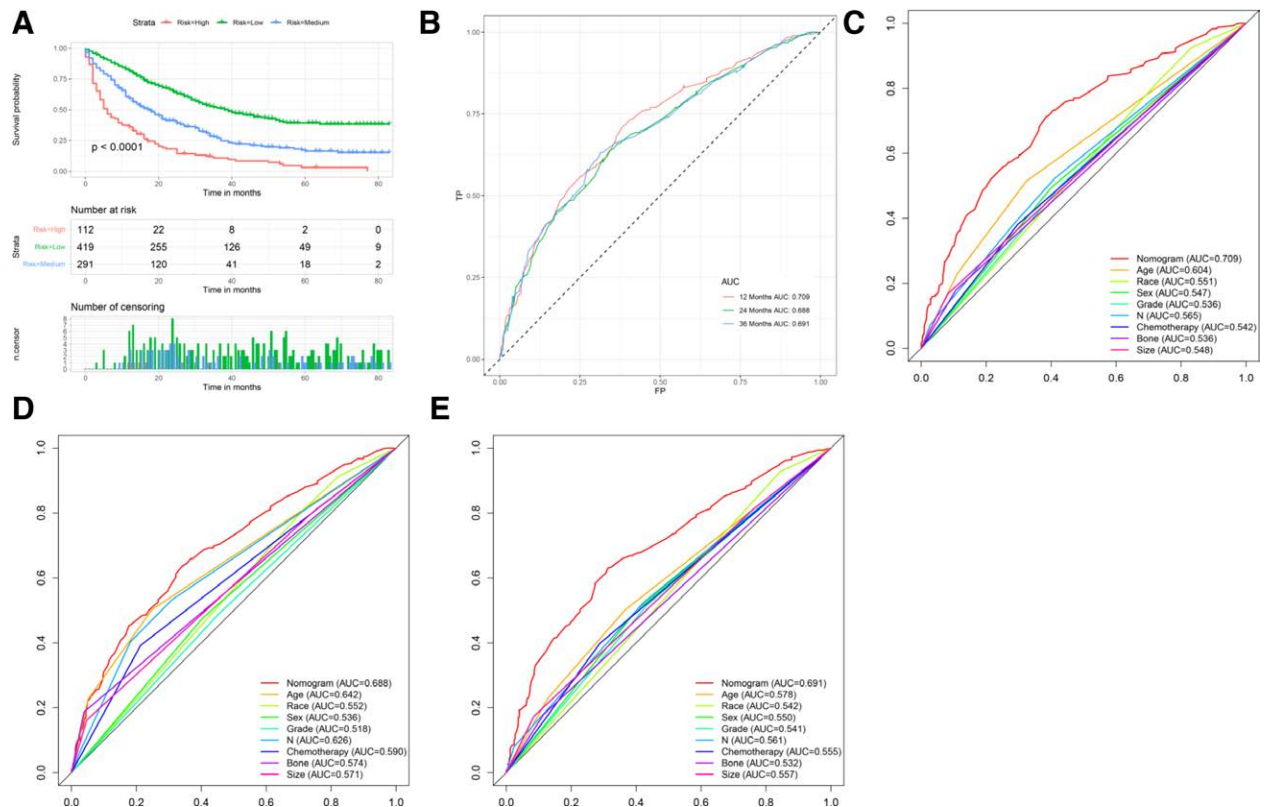 A
Strata Risk=High Risk=Low Risk=Medium
Survival probability
1.00
0.75
0.50
0.25
0.00
p < 0.0001
0 20 40 60 80
Time in months
Number at risk
Strata
Risk=High 112 22 8 2 0
Risk=Low 419 255 126 49 9
Risk=Medium 291 120 41 18 2
0 20 40 60 80
Time in months
Number of censoring
n.censor
8
7
6
5
4
3
2
1
0
0 20 40 60 80
Time in months
B
TP
1.00
0.75
0.50
0.25
0.00
AUC
12 Months AUC: 0.709
24 Months AUC: 0.688
36 Months AUC: 0.691
0.00 0.25 0.50 0.75 1.00
FP
C
1.0
0.8
0.6
0.4
0.2
0.0
Nomogram (AUC=0.709)
Age (AUC=0.604)
Race (AUC=0.551)
Sex (AUC=0.547)
Grade (AUC=0.536)
N (AUC=0.565)
Chemotherapy (AUC=0.542)
Bone (AUC=0.536)
Size (AUC=0.548)
0.0 0.2 0.4 0.6 0.8 1.0
D
1.0
0.8
0.6
0.4
0.2
0.0
Nomogram (AUC=0.688)
Age (AUC=0.642)
Race (AUC=0.552)
Sex (AUC=0.536)
Grade (AUC=0.518)
N (AUC=0.626)
Chemotherapy (AUC=0.590)
Bone (AUC=0.574)
Size (AUC=0.571)
0.0 0.2 0.4 0.6 0.8 1.0
E
1.0
0.8
0.6
0.4
0.2
0.0
Nomogram (AUC=0.691)
Age (AUC=0.578)
Race (AUC=0.542)
Sex (AUC=0.550)
Grade (AUC=0.541)
N (AUC=0.561)
Chemotherapy (AUC=0.555)
Bone (AUC=0.532)
Size (AUC=0.557)
0.0 0.2 0.4 0.6 0.8 1.0